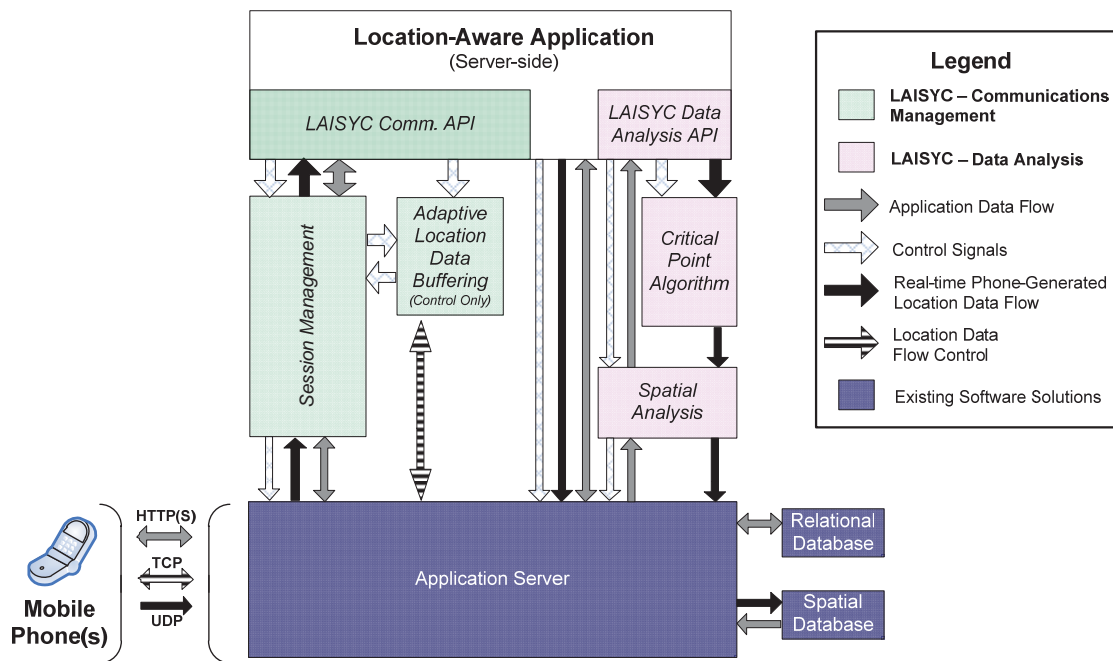 Location-Aware Application
(Server-side)
LAISYC Comm. API
LAISYC Data
Analysis API
Session Management
Adaptive
Location
Data
Buffering
(Control Only)
Critical
Point
Algorithm
Spatial
Analysis
Application Server
Relational
Database
Spatial
Database
HTTP(S)
TCP
UDP
Mobile
Phone(s)
Legend
LAISYC – Communications
Management
LAISYC – Data Analysis
Application Data Flow
Control Signals
Real-time Phone-Generated
Location Data Flow
Location Data
Flow Control
Existing Software Solutions